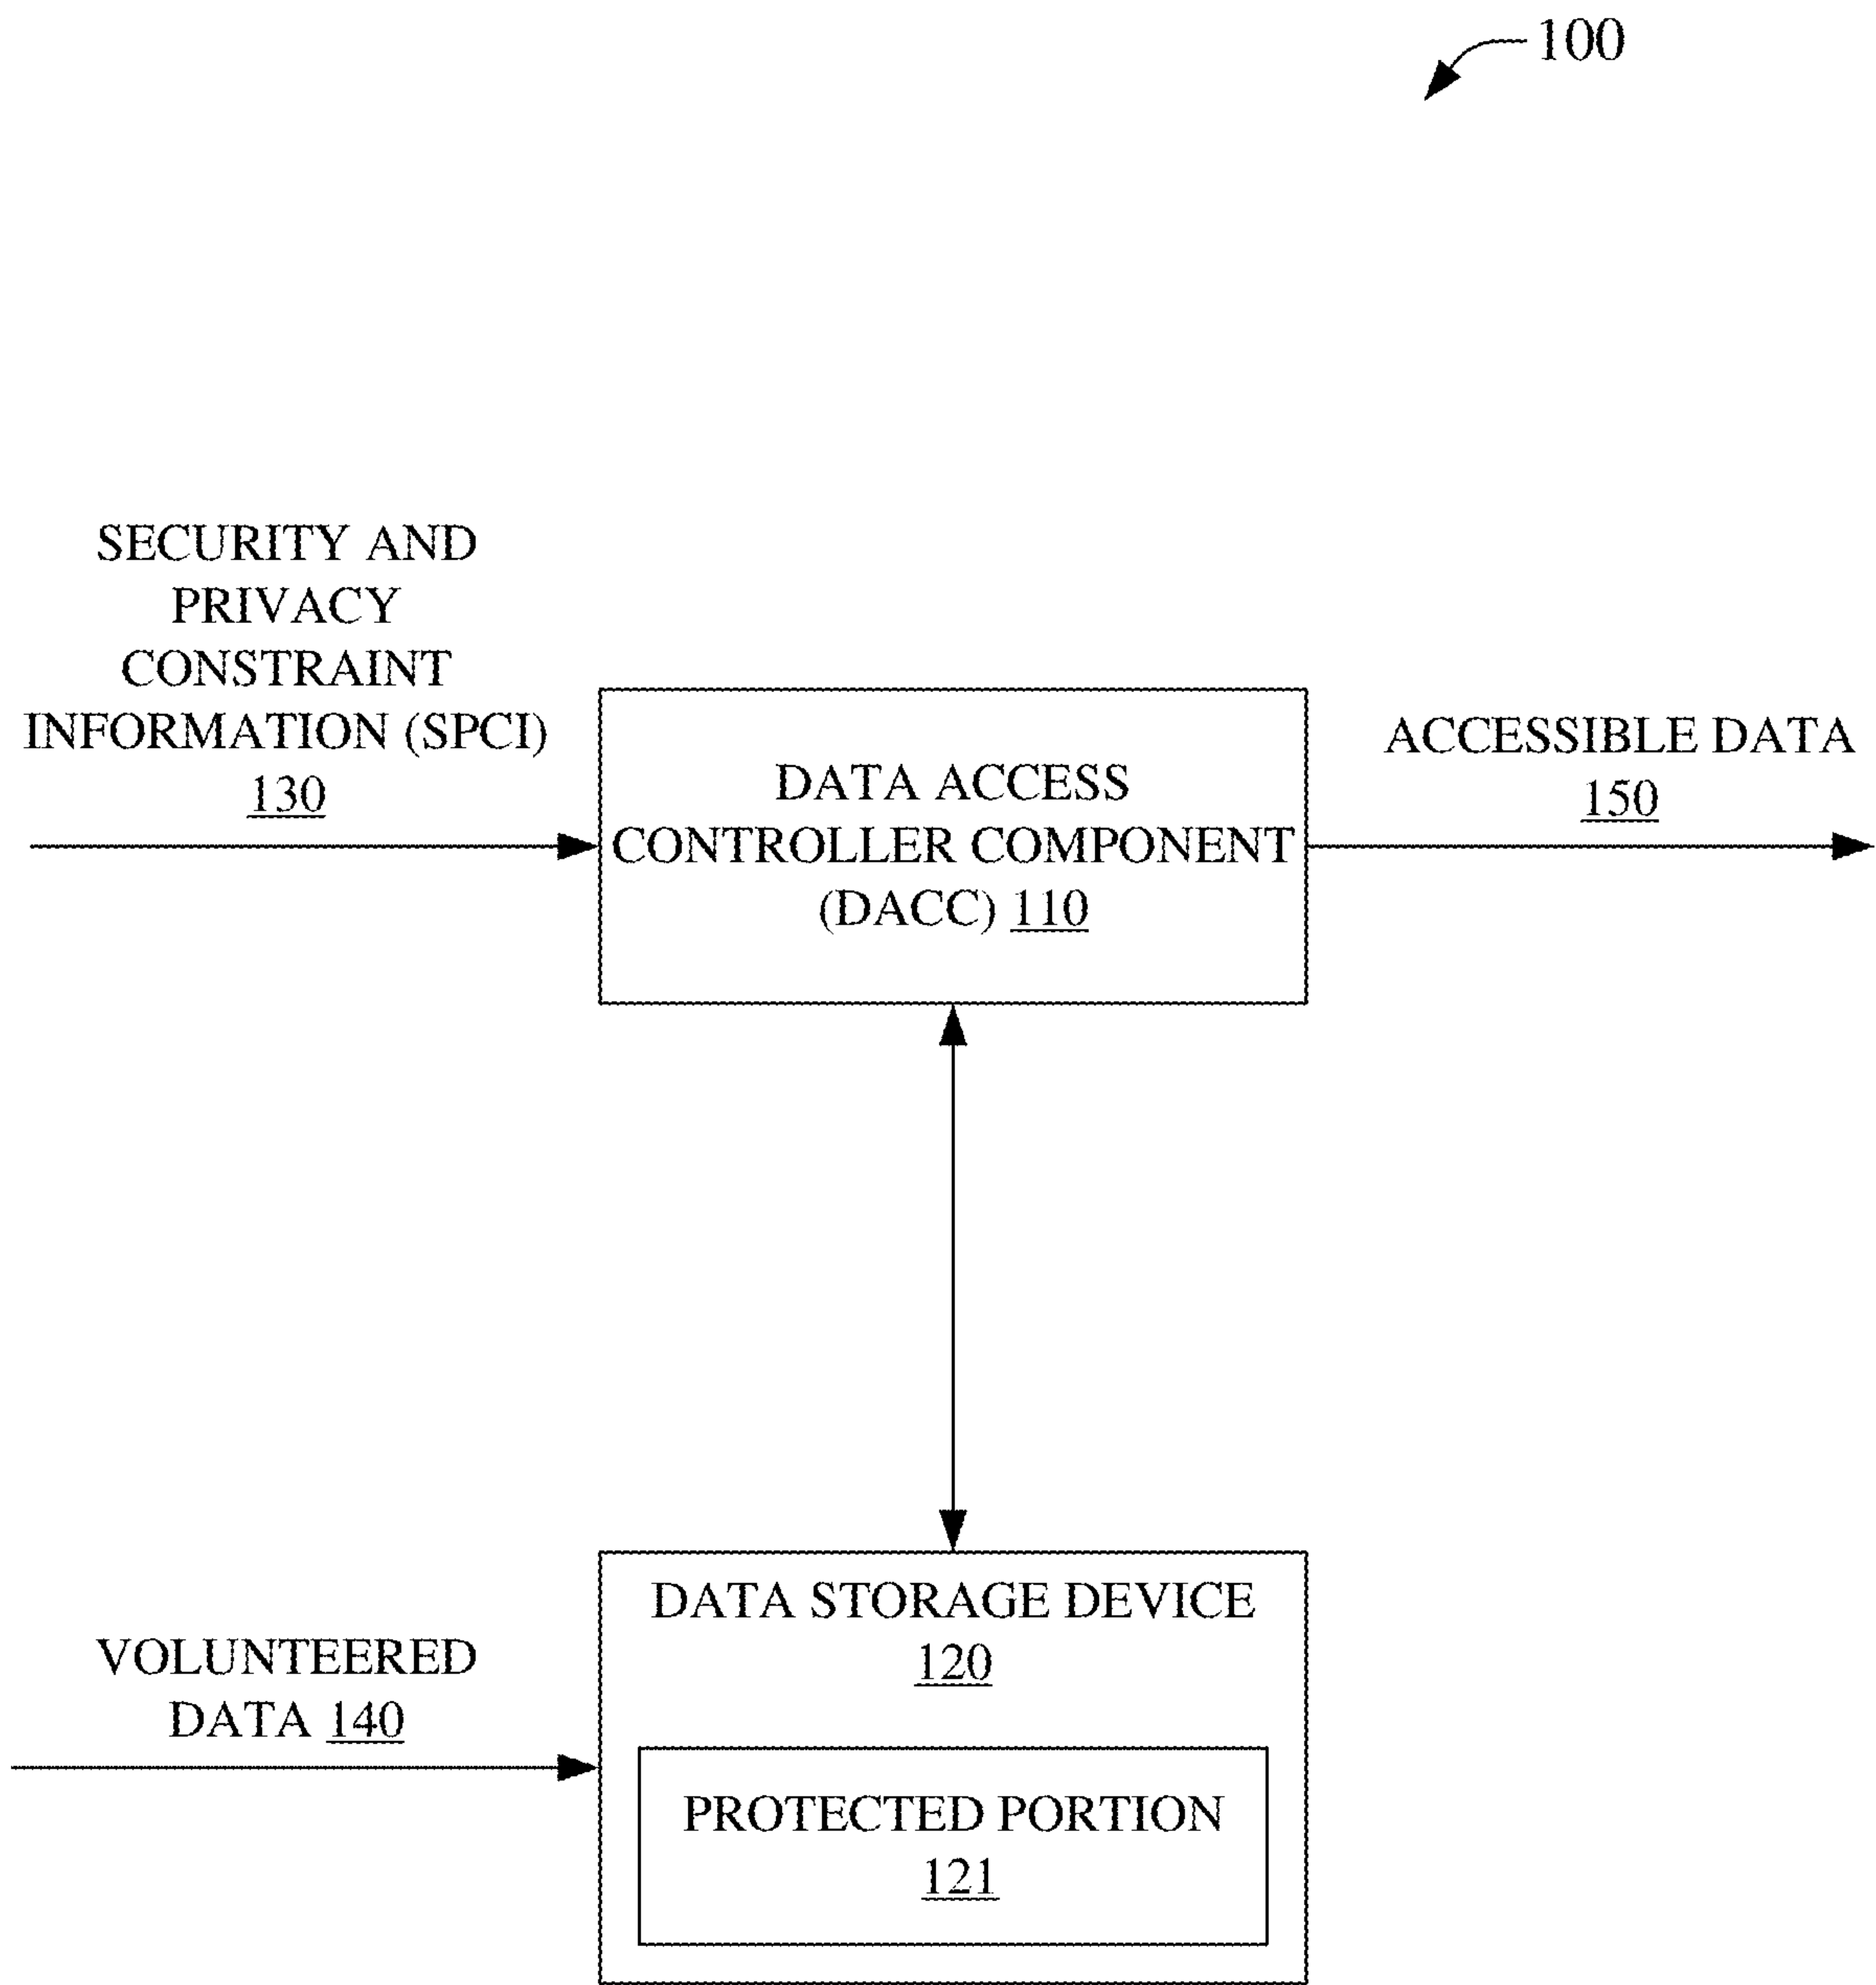 100
SECURITY AND
PRIVACY
CONSTRAINT
INFORMATION (SPCI)
130
DATA ACCESS
CONTROLLER COMPONENT
(DACC) 110
ACCESSIBLE DATA
150
DATA STORAGE DEVICE
120
VOLUNTEERED
DATA 140
PROTECTED PORTION
121